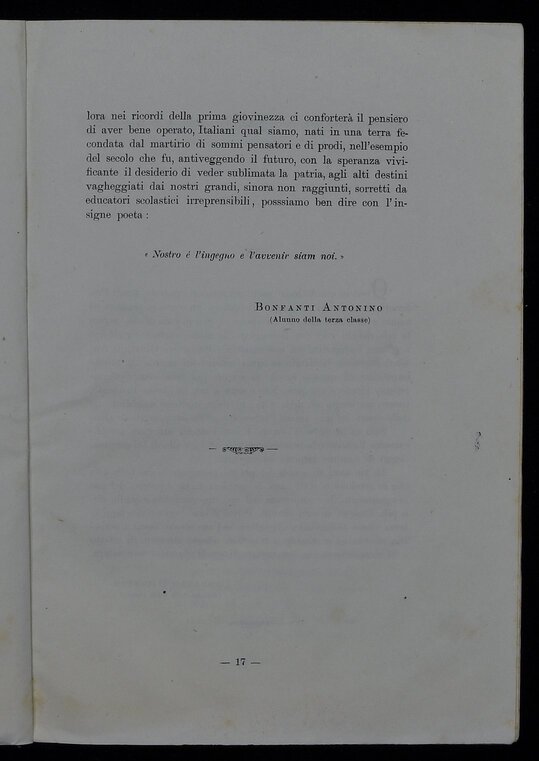 lora nei ricordi della prima giovinezza ci conforterà il pensiero
di aver bene operato, Italiani qual siamo, nati in una terra fe-
condata dal martirio di sommi pensatori e di prodi, nell'esempio
del secolo che fu, antiveggendo il futuro, con la speranza vivi-
ficante il desiderio di veder sublimata la patria, agli alti destini
vagheggiati dai nostri grandi, sinora non raggiunti, sorretti da
educatori scolastici irreprensibili, posssiamo ben dire con l'in-
signe poeta :
« Nostro é l'ingegno e l'avvenir siam noi. »
BONFANTI ANTONINO
(Alunno della terza classe)
— 17 —